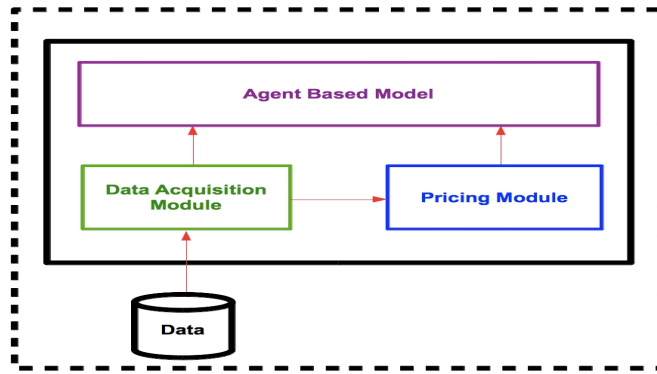 Agent Based Model
Data Acquisition
Module
Pricing Module
Data